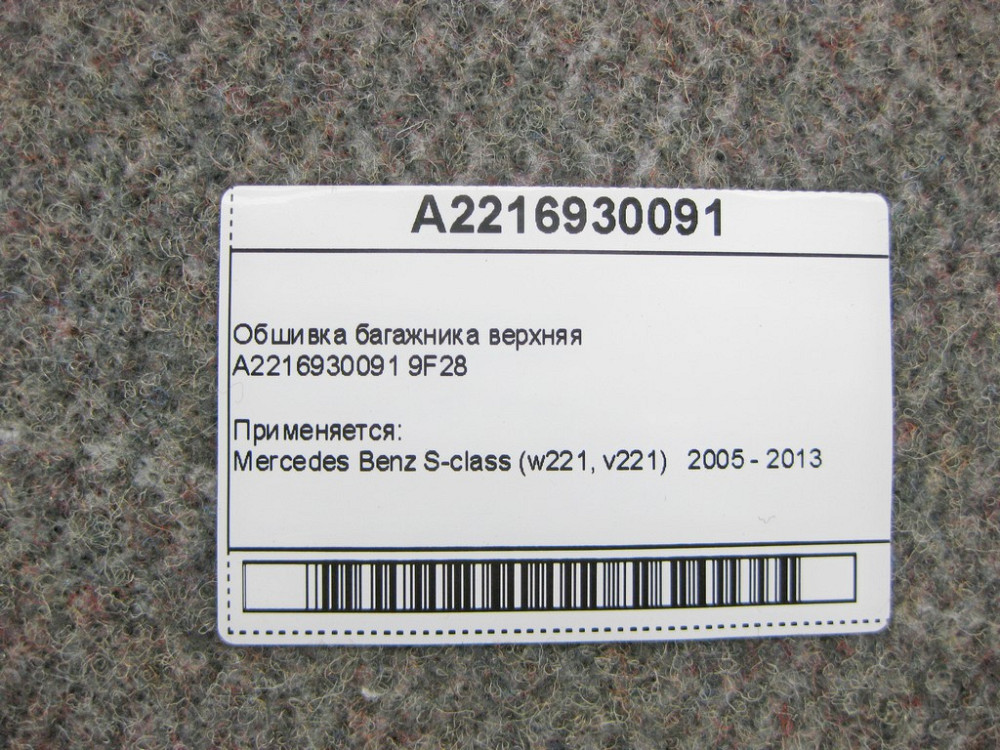 A2216930091
Обшивка багажника верхняя
A2216930091 9F28
Применяется:
Mercedes Benz S-class (w221, v221) 2005 - 2013